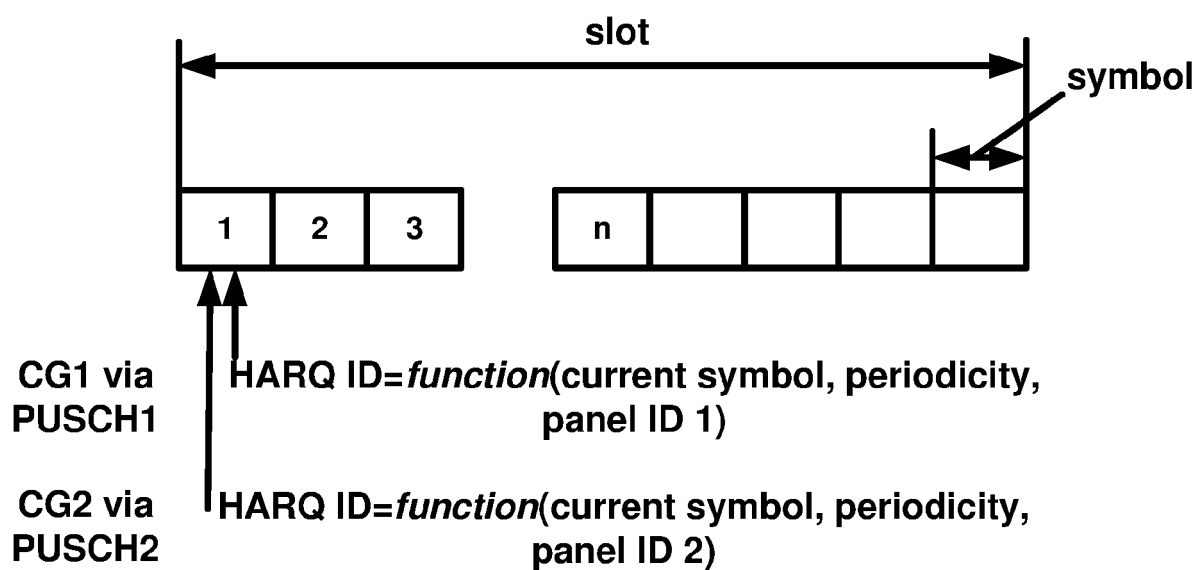 slot
symbol
1 2 3 n
CG1 via
PUSCH1
HARQ ID=function(current symbol, periodicity,
panel ID 1)
CG2 via
PUSCH2
HARQ ID=function(current symbol, periodicity,
panel ID 2)